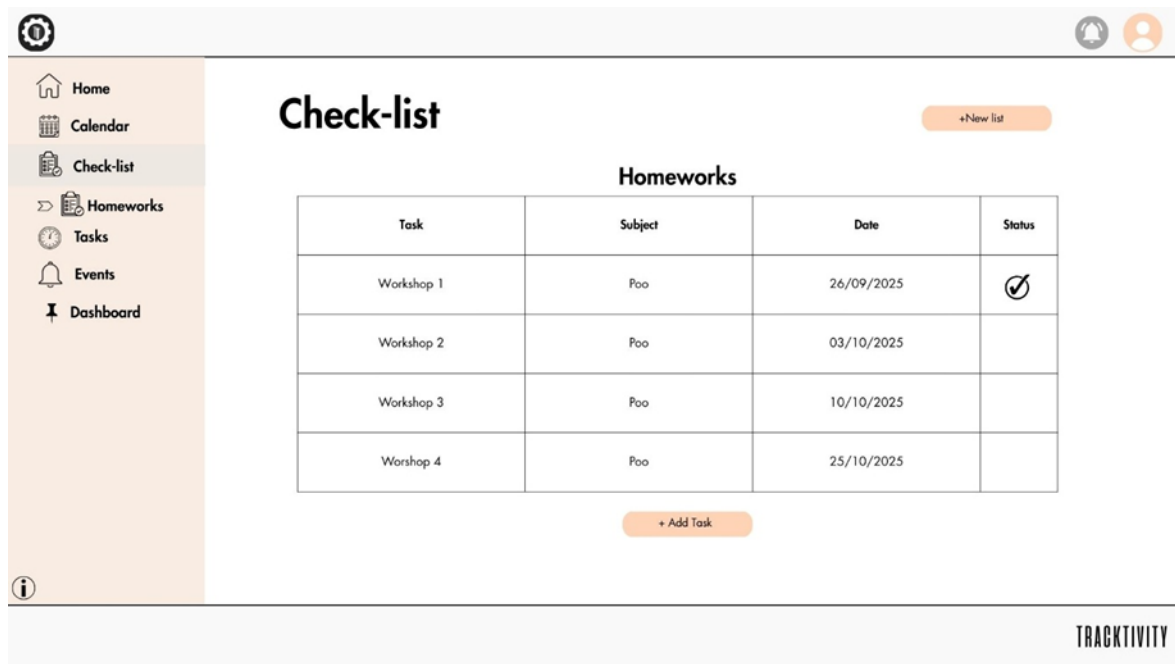 Home
Calendar
Check-list
Homeworks
Tasks
Events
Dashboard
Check-list
+New list
Homeworks
Task Subject Date Status
Workshop 1 Poo 26/09/2025
Workshop 2 Poo 03/10/2025
Workshop 3 Poo 10/10/2025
Worshop 4 Poo 25/10/2025
+ Add Task
TRACKTIVITY